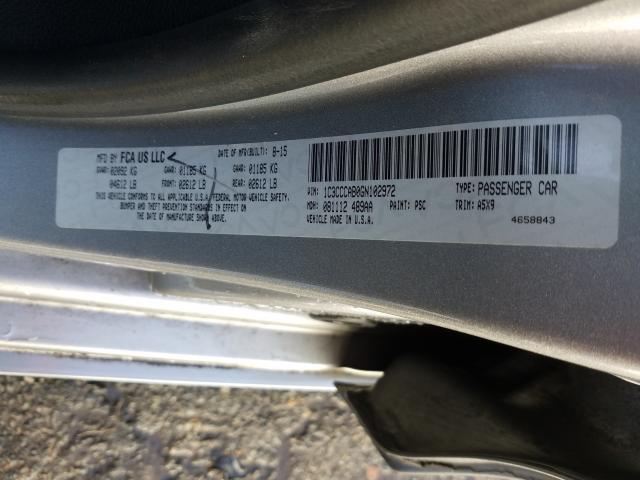 MFD BY FCA US LLC DATE OF MFR(BUILT): 8-15
GVWR: 02092 KG GAWR: 01185 KG GAWR: 01185 KG
04612 LB FRONT: 02612 LB REAR: 02612 LB
THIS VEHICLE CONFORMS TO ALL APPLICABLE U.S.A. FEDERAL MOTOR VEHICLE SAFETY,
BUMPER AND THEFT PREVENTION STANDARDS IN EFFECT ON
THE DATE OF MANUFACTURE SHOWN ABOVE.
VIN: 1C3CCCAB0GN102972 TYPE: PASSENGER CAR
MDH: 081112 489AA PAINT: PSC TRIM: A5X9
VEHICLE MADE IN U.S.A. 4658843